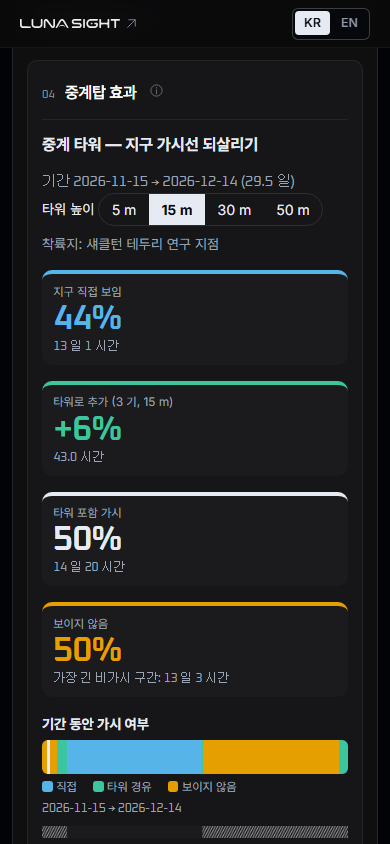 LUNA SIGHT ↗
KR EN
04 중계탑 효과 ⓘ
중계 타워 — 지구 가시선 되살리기
기간 2026-11-15 → 2026-12-14 (29.5 일)
타워 높이 5 m 15 m 30 m 50 m
착륙지: 섀클턴 테두리 연구 지점
지구 직접 보임
44%
13 일 1 시간
타워로 추가 (3 기, 15 m)
+6%
43.0 시간
타워 포함 가시
50%
14 일 20 시간
보이지 않음
50%
가장 긴 비가시 구간: 13 일 3 시간
기간 동안 가시 여부
직접 타워 경유 보이지 않음
2026-11-15 → 2026-12-14